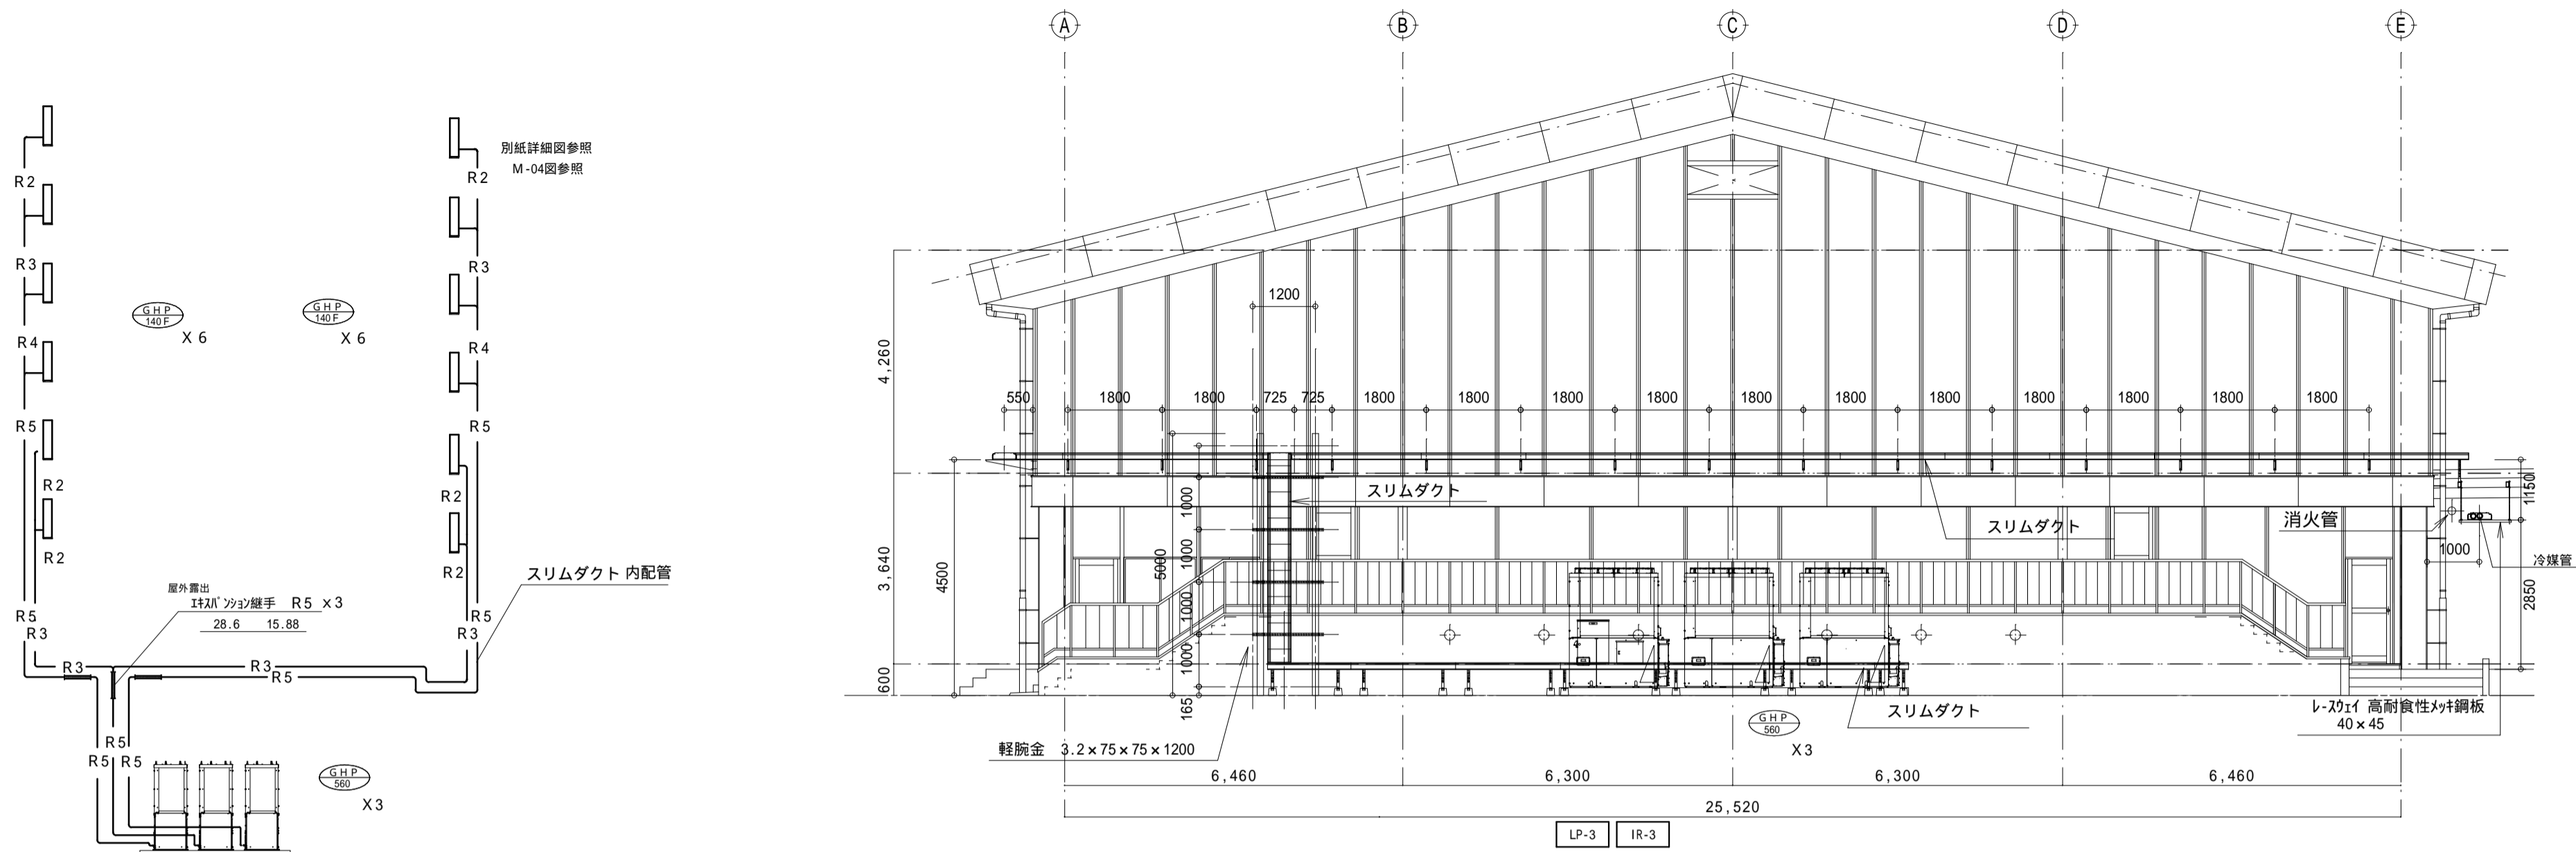 別紙詳細図参照
M-04図参照
R2
R2
R3
R3
GHP
140F
X 6
GHP
140F
X 6
R4
R4
R5
R5
R2
R2
R2
R2
屋外露出
エキスパンション継手 R5 ×3
28.6 15.88
スリムダクト 内配管
R5
R3
R5
R3
R3
R3
R5
R5
R5
R5
GHP
560
X3
A
B
C
D
E
1200
4,260
550
1800
1800
725
725
1800
1800
1800
1800
1800
1800
1800
1800
1800
1800
1800
スリムダクト
スリムダクト
消火管
1150
1000
冷媒管
3,640
4500
5000
1000
1000
1000
1000
2850
600
165
軽腕金 3.2×75×75×1200
GHP
560
X3
スリムダクト
レースウェイ 高耐食性メッキ鋼板
40×45
6,460
6,300
6,300
6,460
25,520
LP-3
IR-3